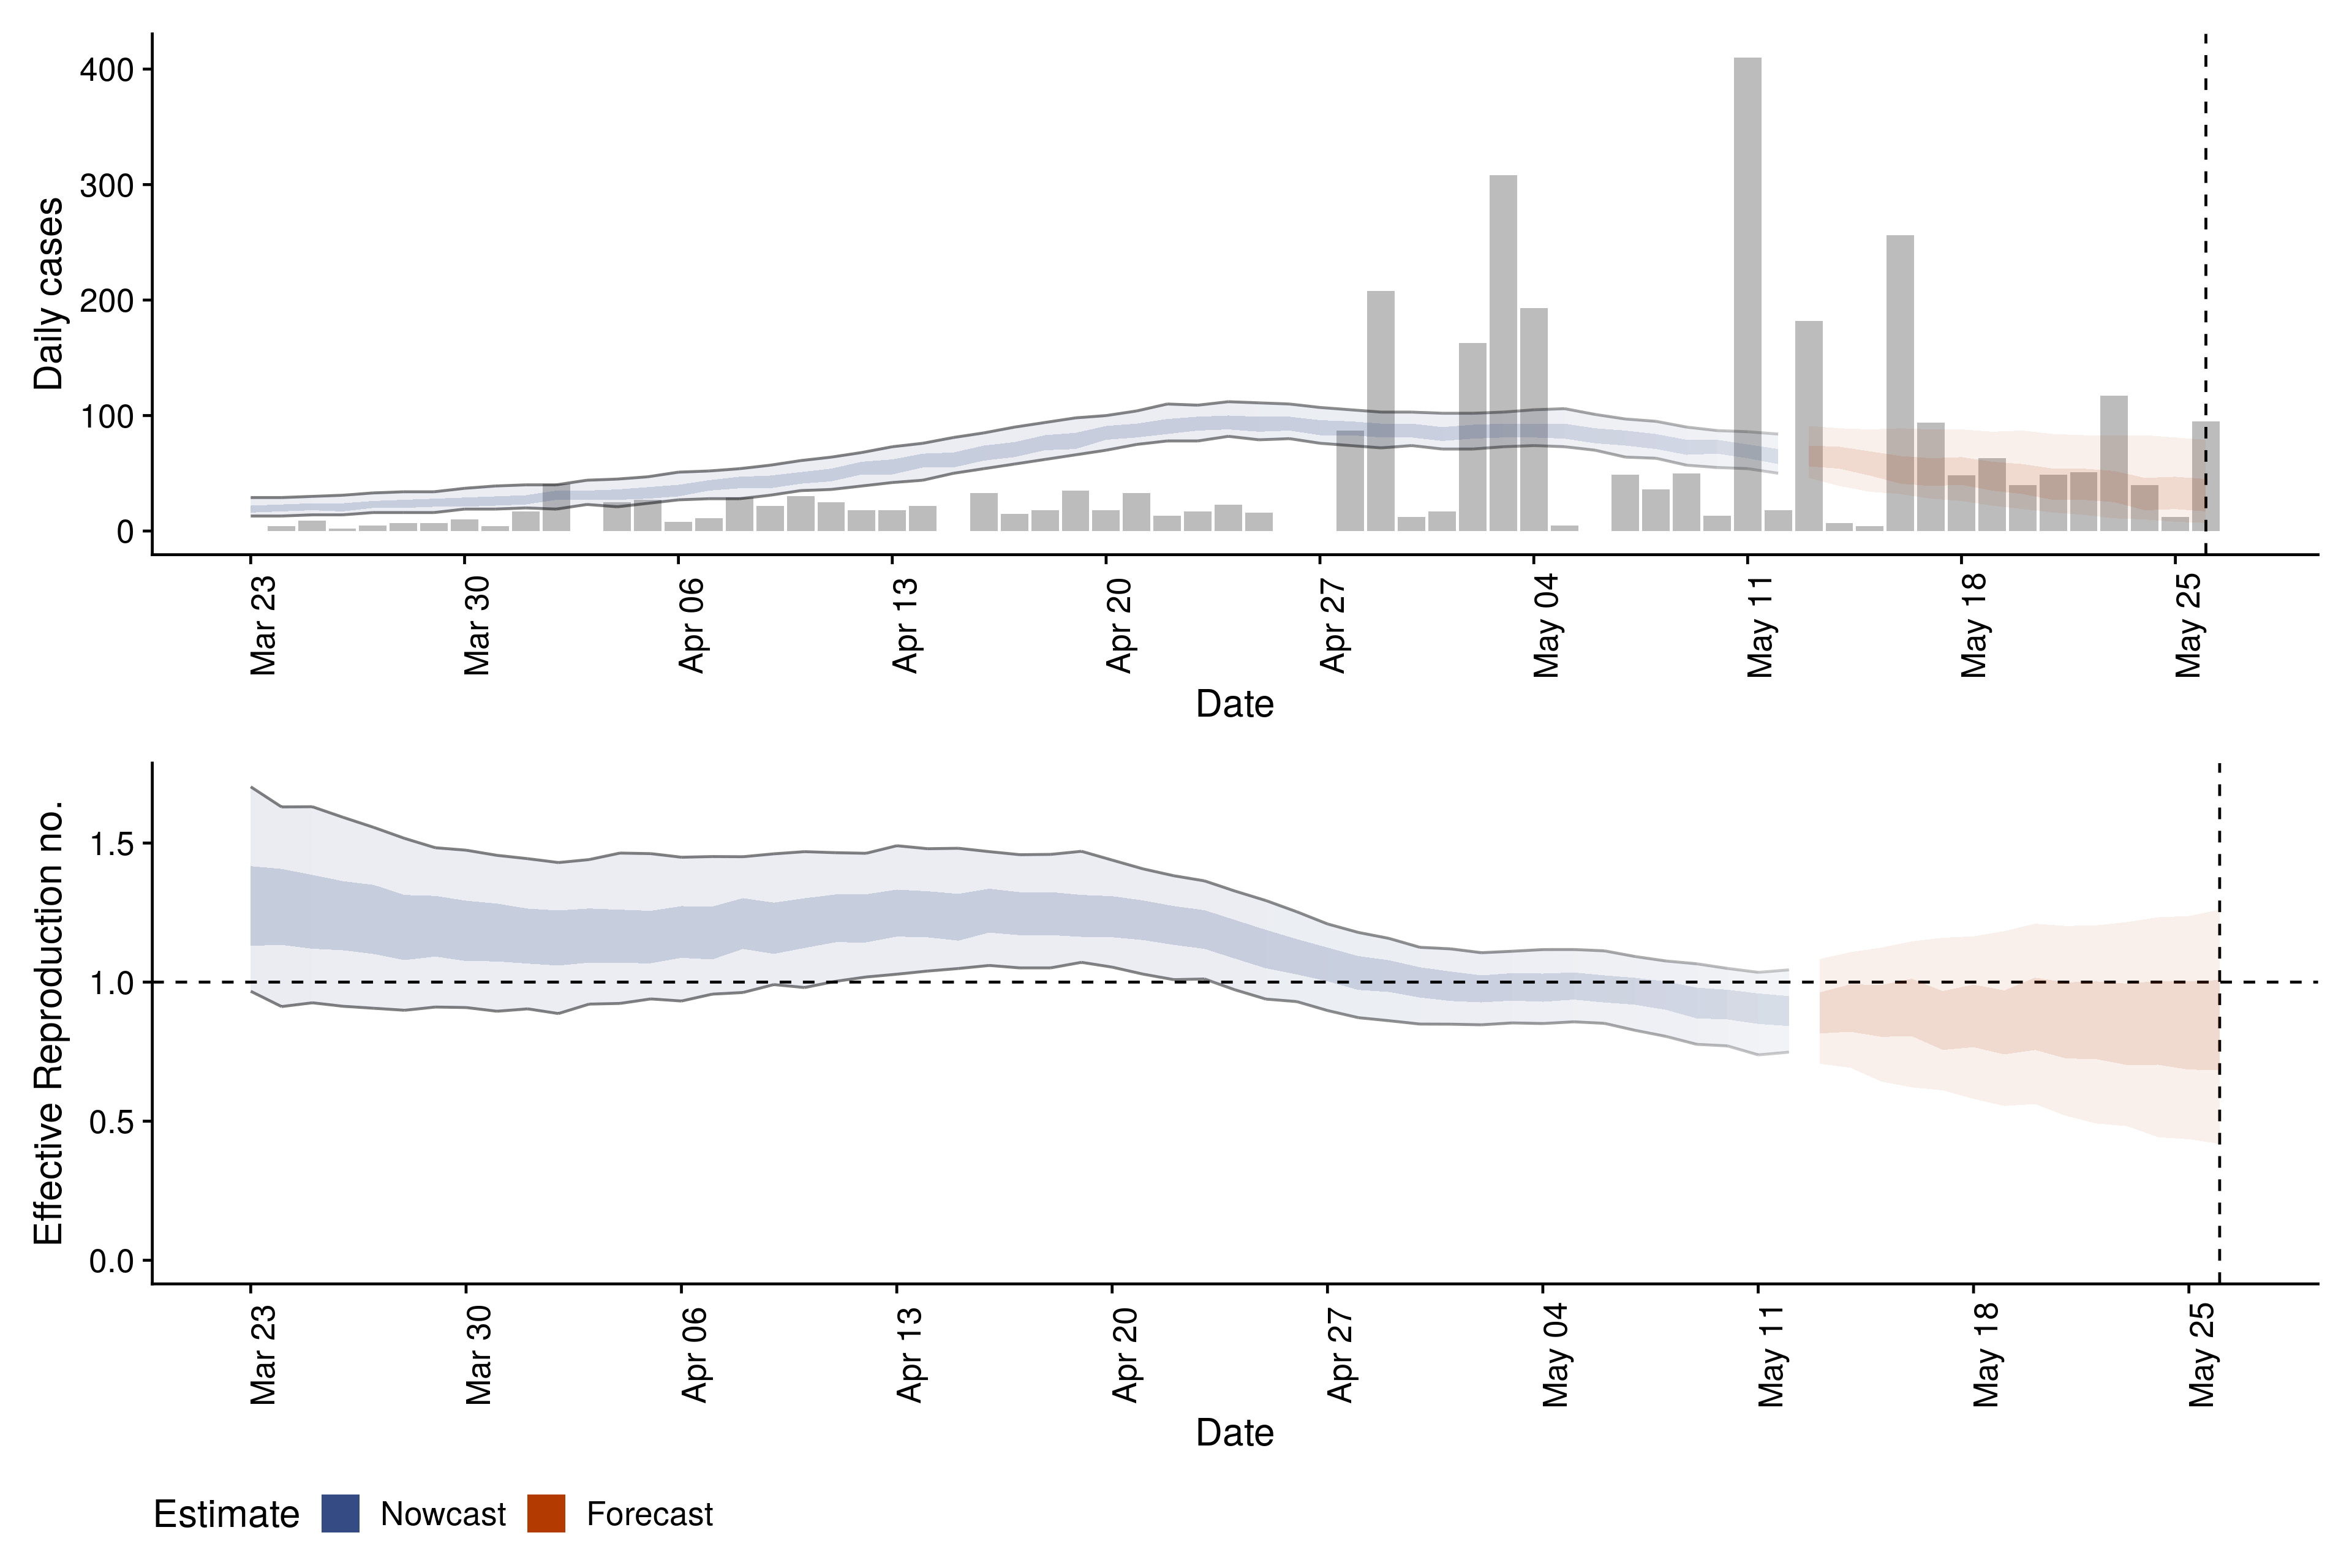 Daily cases
400
300
200
100
0
Mar 23
Mar 30
Apr 06
Apr 13
Apr 20
Apr 27
May 04
May 11
May 18
May 25
Date
Effective Reproduction no.
1.5
1.0
0.5
0.0
Mar 23
Mar 30
Apr 06
Apr 13
Apr 20
Apr 27
May 04
May 11
May 18
May 25
Date
Estimate Nowcast Forecast